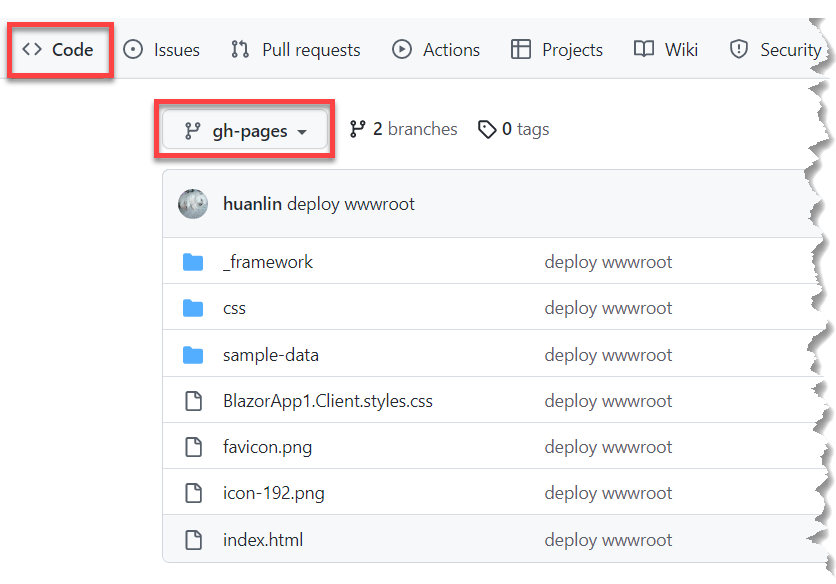 Code Issues Pull requests Actions Projects Wiki Security
gh-pages 2 branches 0 tags
huanlin deploy wwwroot
_framework deploy wwwroot
css deploy wwwroot
sample-data deploy wwwroot
BlazorApp1.Client.styles.css deploy wwwroot
favicon.png deploy wwwroot
icon-192.png deploy wwwroot
index.html deploy wwwroot